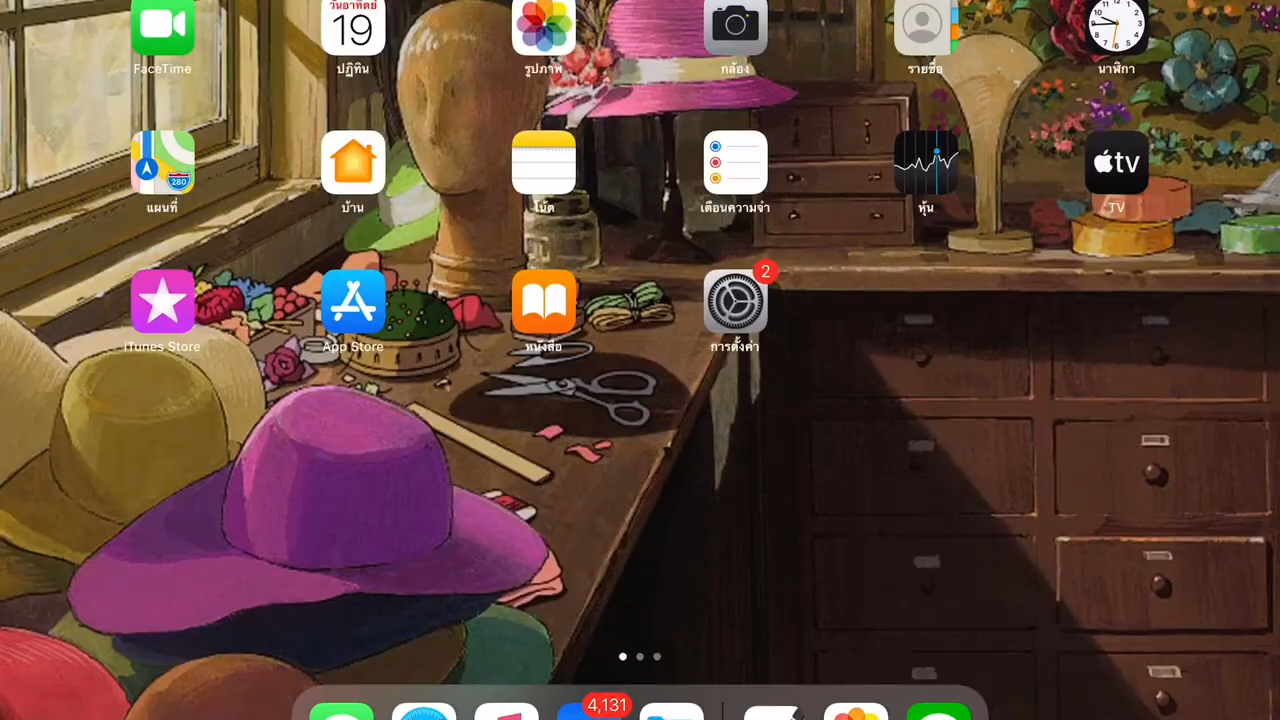 วันอาทิตย์
19
FaceTime
ปฏิทิน
รูปภาพ
กล้อง
รายชื่อ
นาฬิกา
280
tv
แผนที่
บ้าน
โน้ต
เตือนความจำ
หุ้น
TV
2
iTunes Store
App Store
หนังสือ
การตั้งค่า
4,131